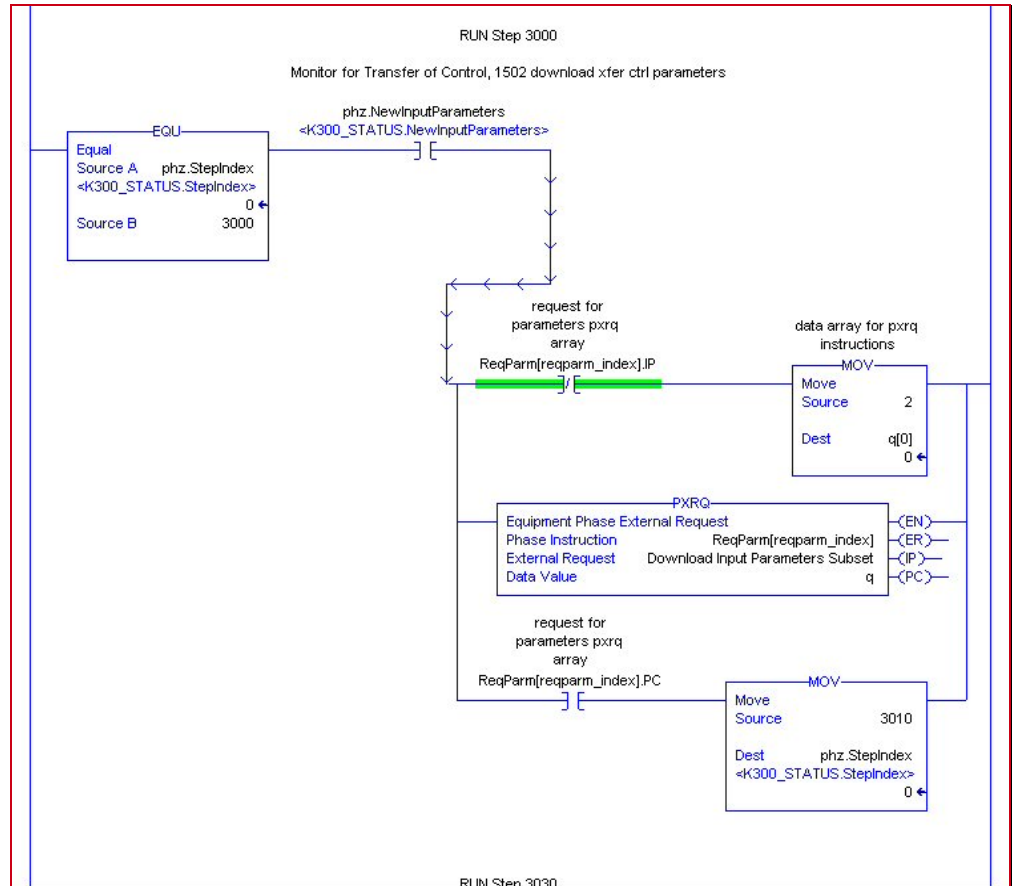 RUN Step 3000
Monitor for Transfer of Control, 1502 download xfer ctrl parameters
phz.NewInputParameters
<K300_STATUS.NewInputParameters>
EQU
Equal
Source A phz.StepIndex
<K300_STATUS.StepIndex>
0
Source B 3000
request for
parameters pxrq
array
ReqParm[reqparm_index].IP
data array for pxrq
instructions
MOV
Move
Source 2
Dest q[0]
0
PXRQ
Equipment Phase External Request
Phase Instruction ReqParm[reqparm_index]
External Request Download Input Parameters Subset
Data Value q
(EN)
(ER)
(IP)
(PC)
request for
parameters pxrq
array
ReqParm[reqparm_index].PC
MOV
Move
Source 3010
Dest phz.StepIndex
<K300_STATUS.StepIndex>
0
RUN Step 3030